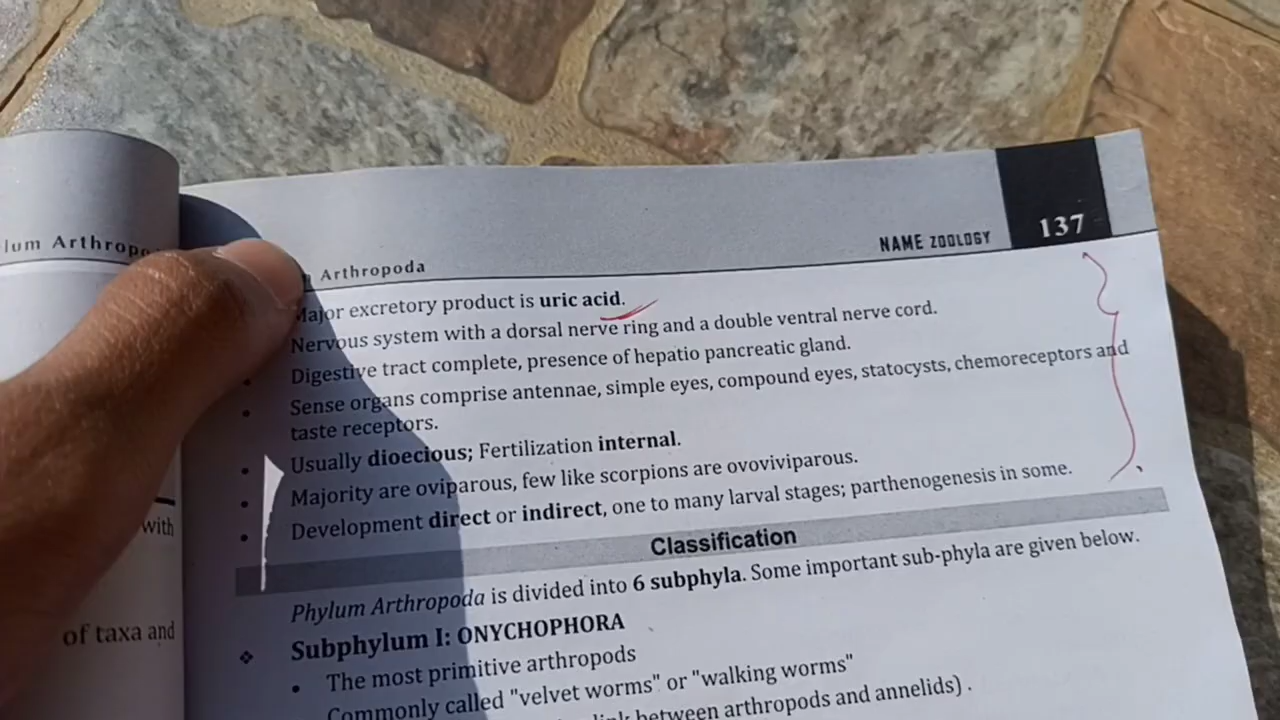 lum Arthropo
with
of taxa and
Arthropoda
NAME ZOOLOGY
137
Major excretory product is uric acid.
Nervous system with a dorsal nerve ring and a double ventral nerve cord.
• Digestive tract complete, presence of hepatio pancreatic gland.
• Sense organs comprise antennae, simple eyes, compound eyes, statocysts, chemoreceptors and
taste receptors.
• Usually dioecious; Fertilization internal.
• Majority are oviparous, few like scorpions are ovoviviparous.
• Development direct or indirect, one to many larval stages; parthenogenesis in some.
Classification
Phylum Arthropoda is divided into 6 subphyla. Some important sub-phyla are given below.
❖ Subphylum I: ONYCHOPHORA
• The most primitive arthropods
Commonly called "velvet worms" or "walking worms"
link between arthropods and annelids) .